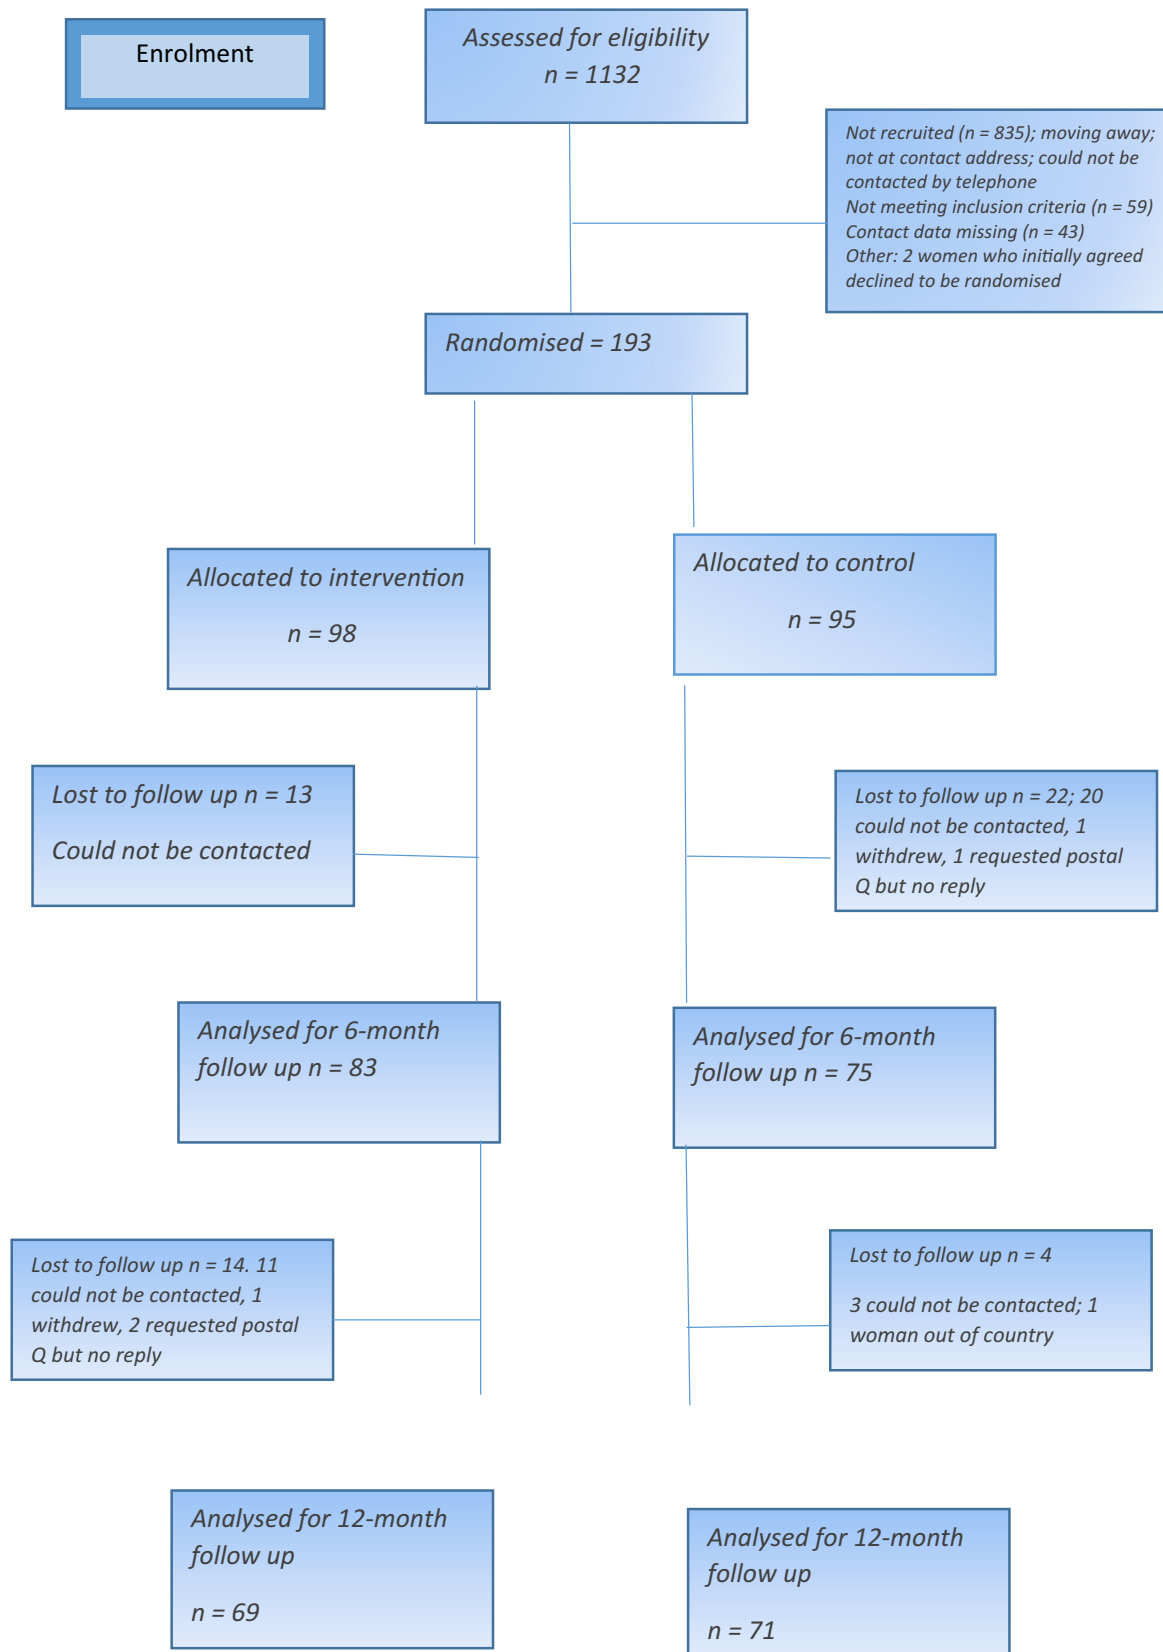 Enrolment
Assessed for eligibility
n = 1132
Not recruited (n = 835); moving away;
not at contact address; could not be
contacted by telephone
Not meeting inclusion criteria (n = 59)
Contact data missing (n = 43)
Other: 2 women who initially agreed
declined to be randomised
Randomised = 193
Allocated to intervention
n = 98
Allocated to control
n = 95
Lost to follow up n = 13
Could not be contacted
Lost to follow up n = 22; 20
could not be contacted, 1
withdrew, 1 requested postal
Q but no reply
Analysed for 6-month
follow up n = 83
Analysed for 6-month
follow up n = 75
Lost to follow up n = 14. 11
could not be contacted, 1
withdrew, 2 requested postal
Q but no reply
Lost to follow up n = 4
3 could not be contacted; 1
woman out of country
Analysed for 12-month
follow up
n = 69
Analysed for 12-month
follow up
n = 71